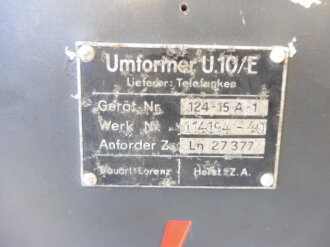 Umformer U.10/E
Lieferer: Telefunken
Gerät Nr. 124-15 A-1
Werk Nr. 114194-40
Anforder Z. Ln 27377
Bauart: Lorenz Herst: Z.A.